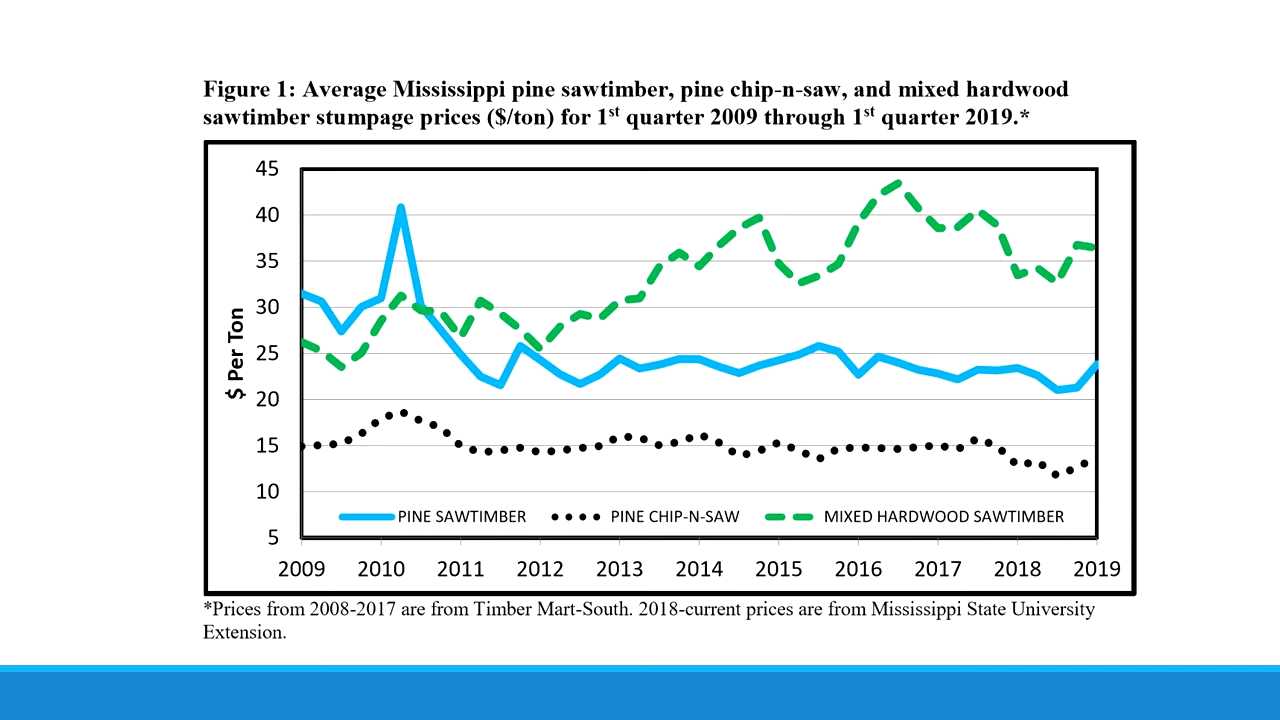 Figure 1: Average Mississippi pine sawtimber, pine chip-n-saw, and mixed hardwood
sawtimber stumpage prices ($/ton) for 1st quarter 2009 through 1st quarter 2019.*
45
40
35
30
25
20
15
10
5
$ Per Ton
PINE SAWTIMBER
PINE CHIP-N-SAW
MIXED HARDWOOD SAWTIMBER
2009 2010 2011 2012 2013 2014 2015 2016 2017 2018 2019
*Prices from 2008-2017 are from Timber Mart-South. 2018-current prices are from Mississippi State University
Extension.